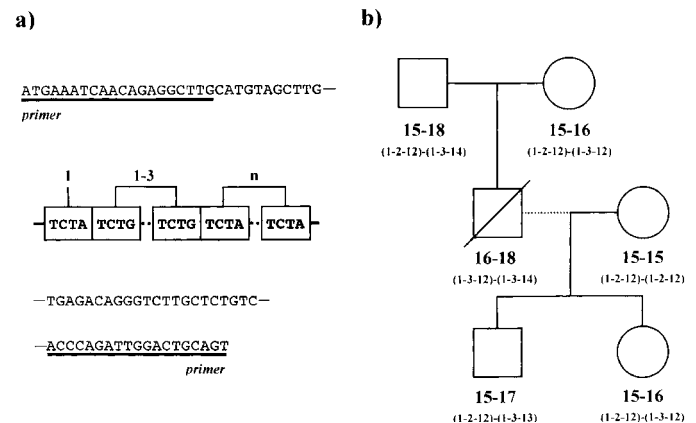 a)
ATGAAATCAACAGAGGCTTGCATGTAGCTTG—
primer
1 1-3 n
TCTA TCTG TCTG TCTA TCTA
—TGAGACAGGGTCTTGCTCTGTC—
—ACCCAGATTGGACTGCAGT
primer
b)
15-18 15-16
(1-2-12)-(1-3-14) (1-2-12)-(1-3-12)
16-18 15-15
(1-3-12)-(1-3-14) (1-2-12)-(1-2-12)
15-17 15-16
(1-2-12)-(1-3-13) (1-2-12)-(1-3-12)